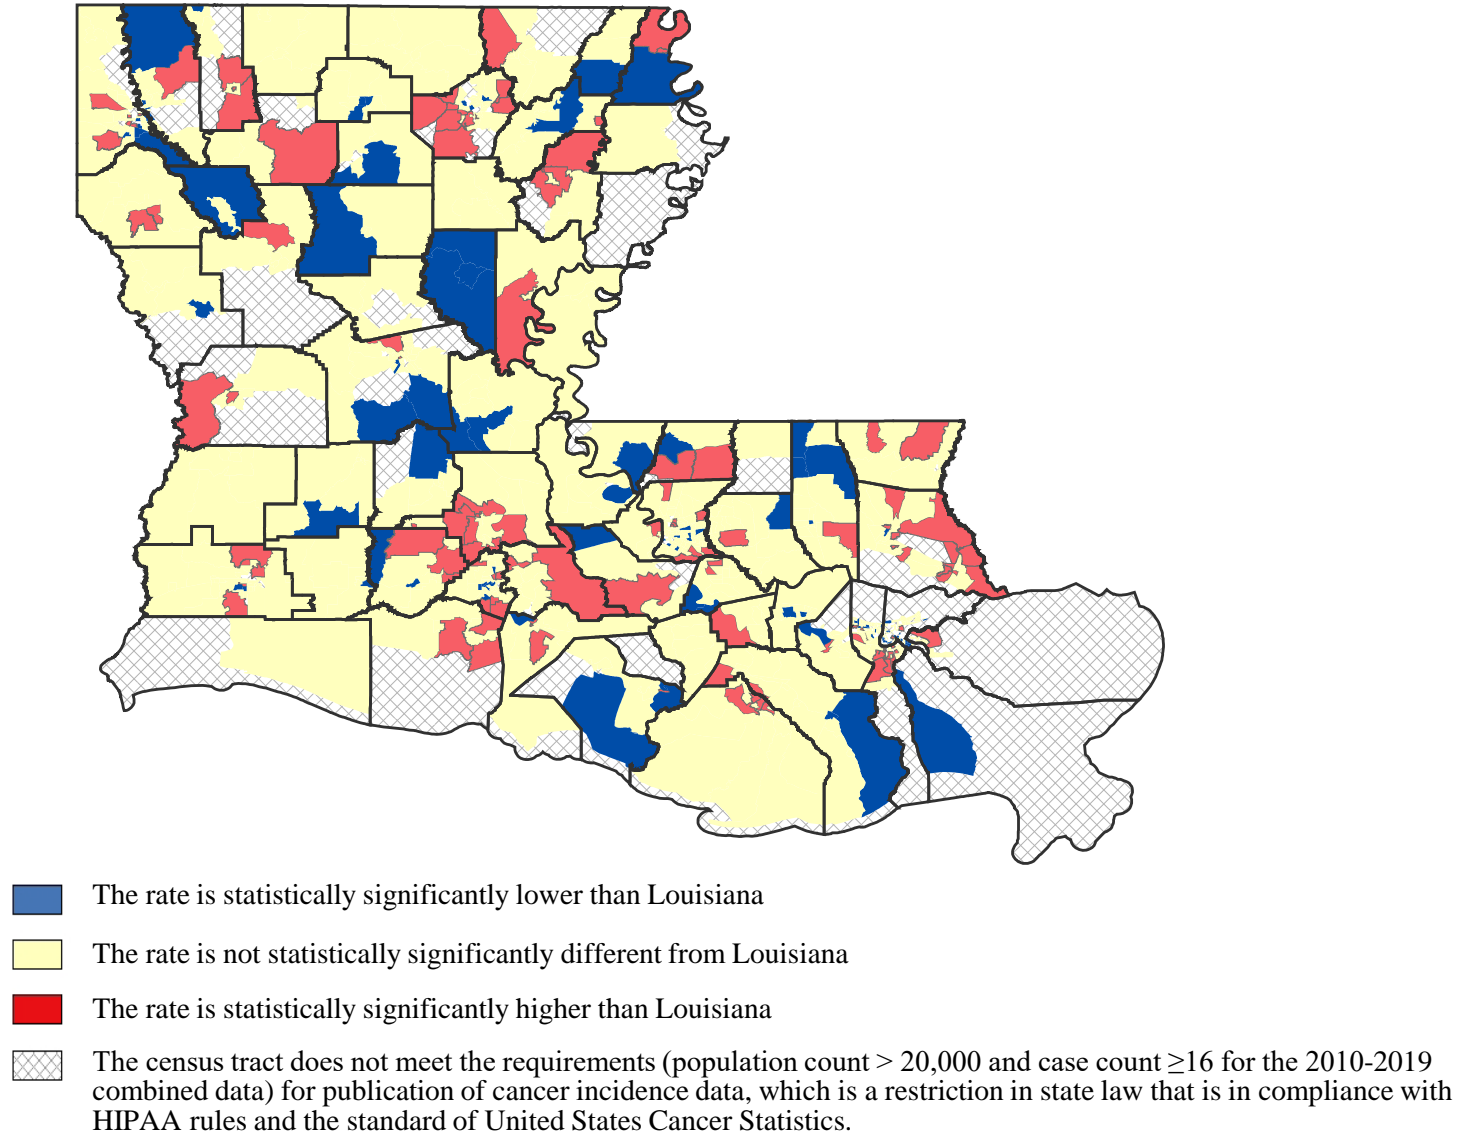 The rate is statistically significantly lower than Louisiana
The rate is not statistically significantly different from Louisiana
The rate is statistically significantly higher than Louisiana
The census tract does not meet the requirements (population count > 20,000 and case count ≥16 for the 2010-2019
combined data) for publication of cancer incidence data, which is a restriction in state law that is in compliance with
HIPAA rules and the standard of United States Cancer Statistics.